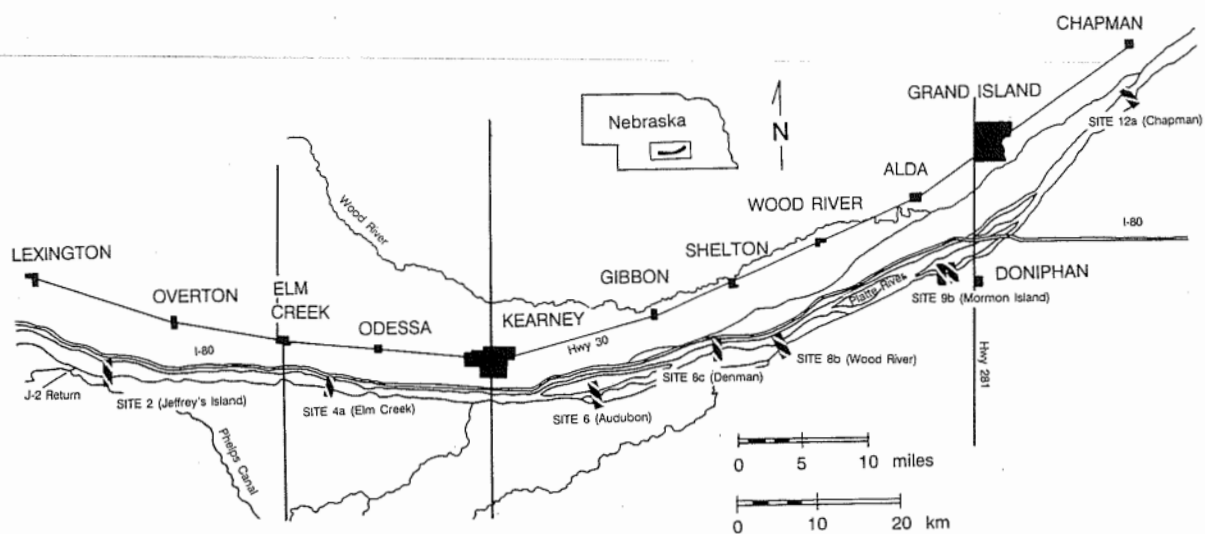 CHAPMAN
GRAND ISLAND
SITE 12a (Chapman)
Nebraska
N
ALDA
WOOD RIVER
Wood River
I-80
SHELTON
LEXINGTON
GIBBON
Platte River
DONIPHAN
OVERTON
ELM
CREEK
SITE 9b (Mormon Island)
ODESSA
KEARNEY
Hwy 30
I-80
SITE 8b (Wood River)
Hwy 281
J-2 Return
SITE 2 (Jeffrey's Island)
SITE 4a (Elm Creek)
SITE 6 (Audubon)
SITE 8c (Denman)
Phelps Canal
0 5 10 miles
0 10 20 km